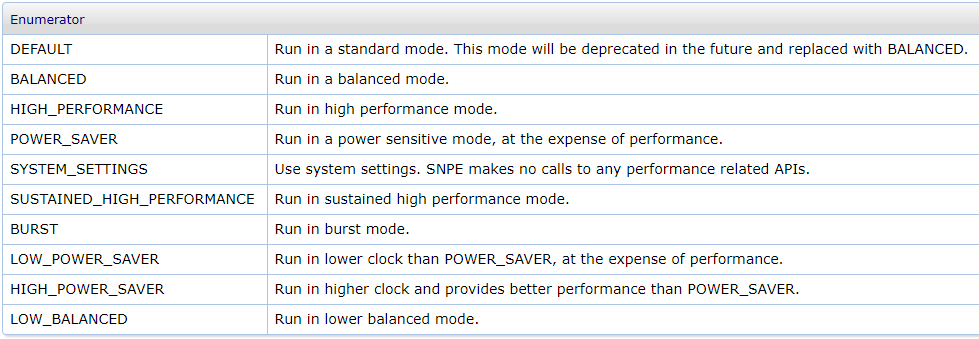 Enumerator
DEFAULT Run in a standard mode. This mode will be deprecated in the future and replaced with BALANCED.
BALANCED Run in a balanced mode.
HIGH_PERFORMANCE Run in high performance mode.
POWER_SAVER Run in a power sensitive mode, at the expense of performance.
SYSTEM_SETTINGS Use system settings. SNPE makes no calls to any performance related APIs.
SUSTAINED_HIGH_PERFORMANCE Run in sustained high performance mode.
BURST Run in burst mode.
LOW_POWER_SAVER Run in lower clock than POWER_SAVER, at the expense of performance.
HIGH_POWER_SAVER Run in higher clock and provides better performance than POWER_SAVER.
LOW_BALANCED Run in lower balanced mode.